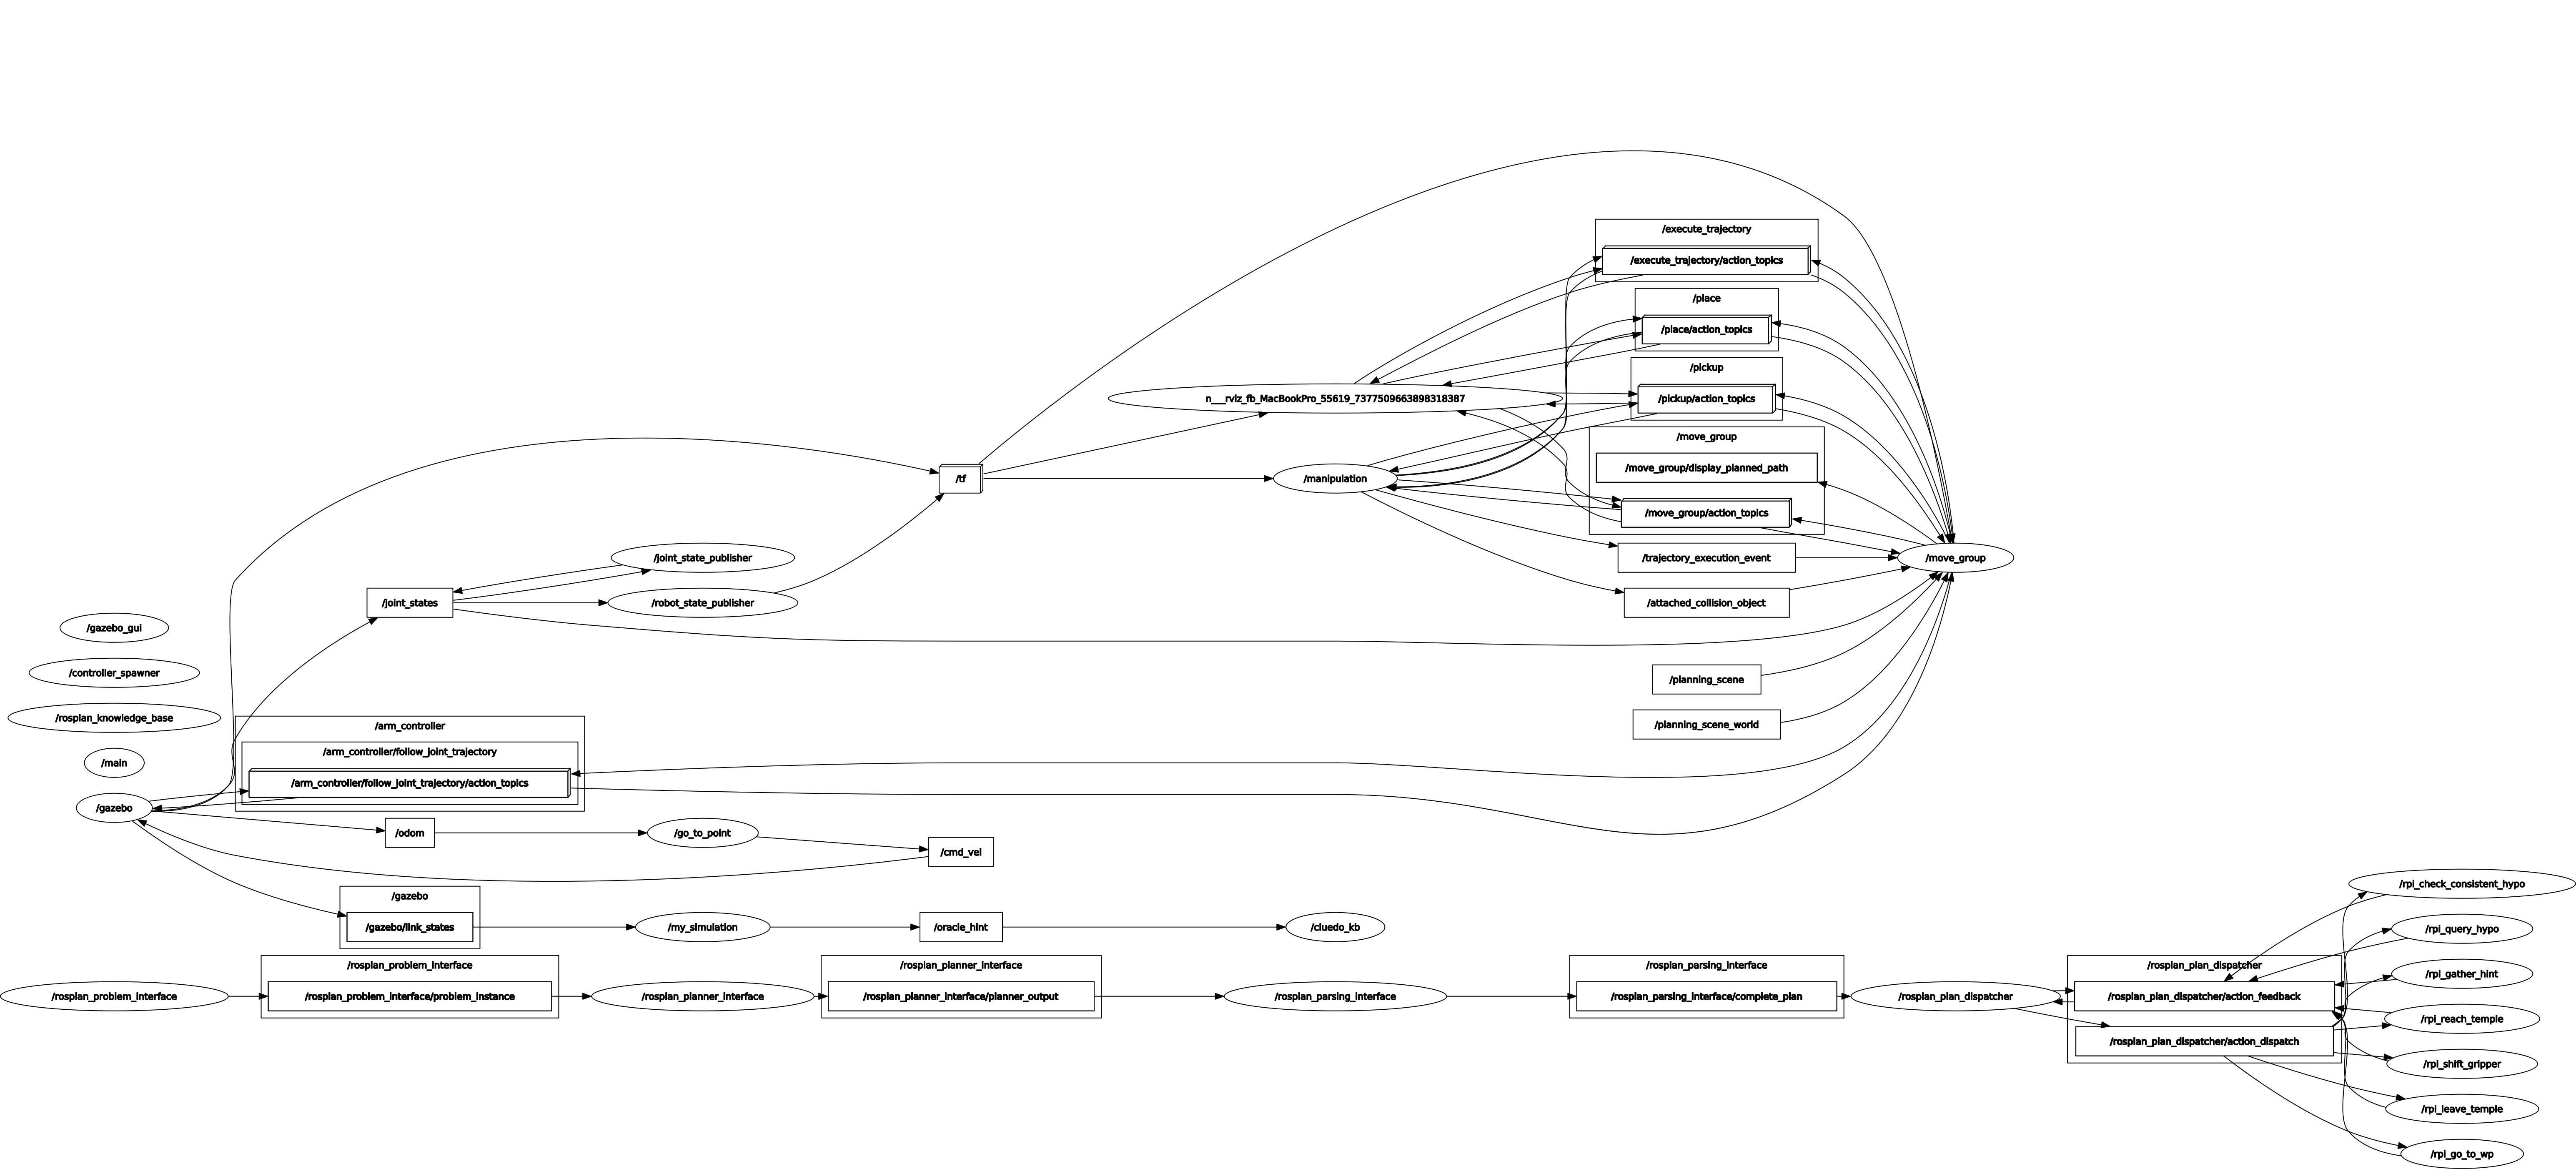 /execute_trajectory
/execute_trajectory/action_topics
/place
/place/action_topics
/pickup
n___rviz_fb_MacBookPro_55619_7377509663898318387
/pickup/action_topics
/move_group
/move_group/display_planned_path
/tf
/manipulation
/move_group/action_topics
/joint_state_publisher
/trajectory_execution_event
/move_group
/joint_states
/robot_state_publisher
/attached_collision_object
/gazebo_gui
/controller_spawner
/planning_scene
/rosplan_knowledge_base
/arm_controller
/planning_scene_world
/arm_controller/follow_joint_trajectory
/main
/arm_controller/follow_joint_trajectory/action_topics
/gazebo
/odom
/go_to_point
/cmd_vel
/rpi_check_consistent_hypo
/gazebo
/gazebo/link_states
/my_simulation
/oracle_hint
/cluedo_kb
/rpi_query_hypo
/rosplan_problem_interface
/rosplan_planner_interface
/rosplan_parsing_interface
/rosplan_plan_dispatcher
/rpi_gather_hint
/rosplan_problem_interface
/rosplan_problem_interface/problem_instance
/rosplan_planner_interface
/rosplan_planner_interface/planner_output
/rosplan_parsing_interface
/rosplan_parsing_interface/complete_plan
/rosplan_plan_dispatcher
/rosplan_plan_dispatcher/action_feedback
/rpi_reach_temple
/rosplan_plan_dispatcher/action_dispatch
/rpi_shift_gripper
/rpi_leave_temple
/rpi_go_to_wp